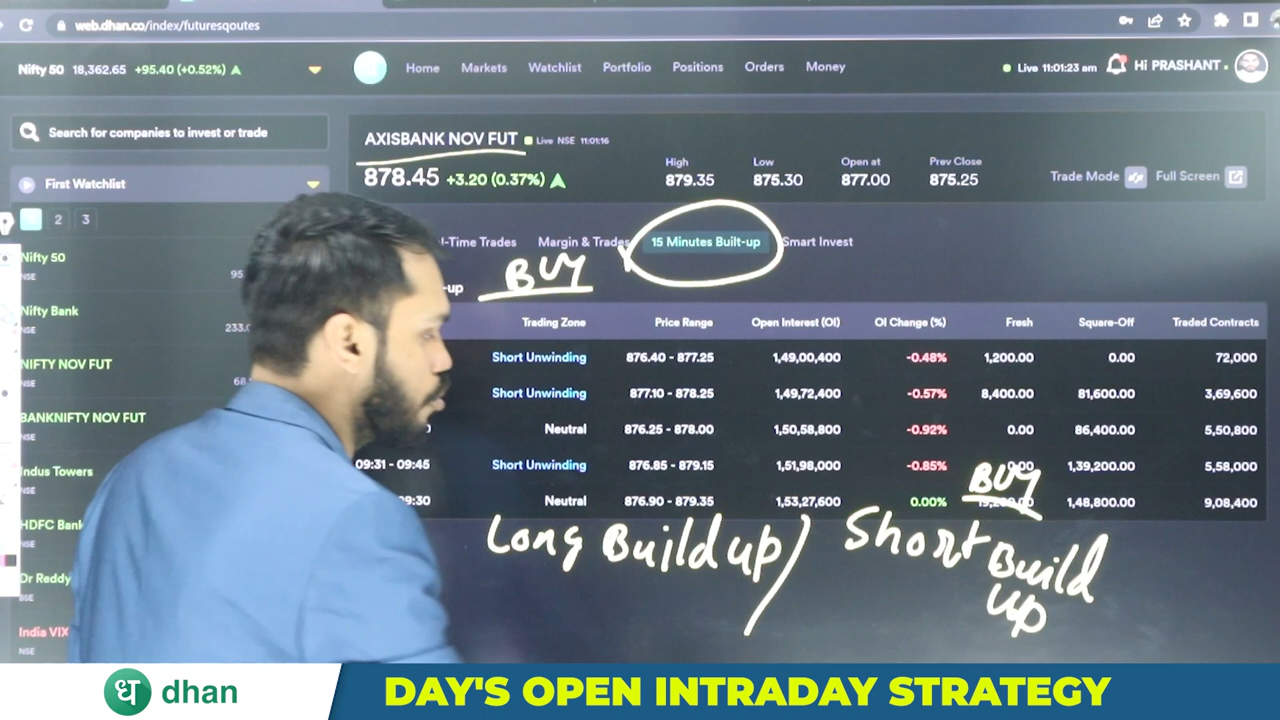 web.dhan.co/index/futuresqoutes
Nifty 50 18,362.65 +95.40 (+0.52%)
Home Markets Watchlist Portfolio Positions Orders Money
Live 11:01:23 am Hi PRASHANT
Search for companies to invest or trade
AXISBANK NOV FUT Live NSE 11:01:16
878.45 +3.20 (0.37%)
High Low Open at Prev Close
879.35 875.30 877.00 875.25
Trade Mode Full Screen
First Watchlist
2 3
-Time Trades Margin & Trades 15 Minutes Built-up Smart Invest
BUY
-up
Trading Zone Price Range Open Interest (OI) OI Change (%) Fresh Square-Off Traded Contracts
Short Unwinding 876.40 - 877.25 1,49,00,400 -0.48% 1,200.00 0.00 72,000
Short Unwinding 877.10 - 878.25 1,49,72,400 -0.57% 8,400.00 81,600.00 3,69,600
Neutral 876.25 - 878.00 1,50,58,800 -0.92% 0.00 86,400.00 5,50,800
09:31 - 09:45 Short Unwinding 876.85 - 879.15 1,51,98,000 -0.85% 1,39,200.00 5,58,000
BUY
09:30 Neutral 876.90 - 879.35 1,53,27,600 0.00% 1,48,800.00 9,08,400
Long Build up / Short Build up
Nifty 50
NSE
95
Nifty Bank
NSE
233.0
NIFTY NOV FUT
NSE
68
BANKNIFTY NOV FUT
NSE
Indus Towers
NSE
HDFC Bank
NSE
Dr Reddy
BSE
India VIX
NSE
ध dhan
DAY'S OPEN INTRADAY STRATEGY